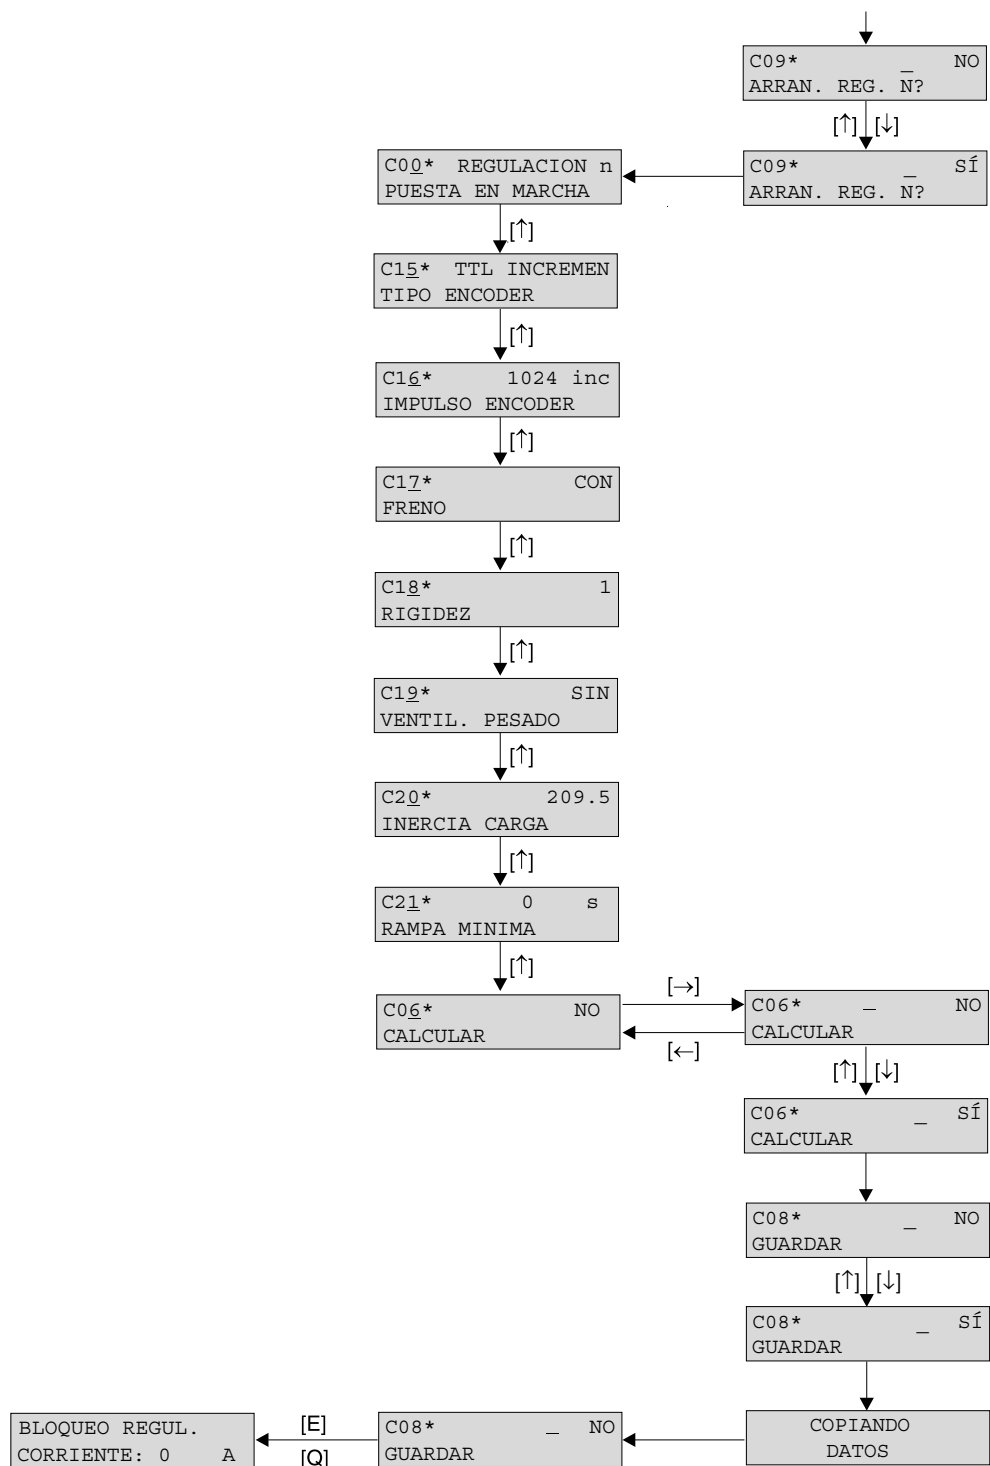 C09* _ NO
ARRAN. REG. N?
[↑] [↓]
C00* REGULACION n
PUESTA EN MARCHA
C09* _ SÍ
ARRAN. REG. N?
[↑]
C15* TTL INCREMEN
TIPO ENCODER
[↑]
C16* 1024 inc
IMPULSO ENCODER
[↑]
C17* CON
FRENO
[↑]
C18* 1
RIGIDEZ
[↑]
C19* SIN
VENTIL. PESADO
[↑]
C20* 209.5
INERCIA CARGA
[↑]
C21* 0 s
RAMPA MINIMA
[↑]
C06* NO
CALCULAR
[→]
[←]
C06* _ NO
CALCULAR
[↑] [↓]
C06* _ SÍ
CALCULAR
C08* _ NO
GUARDAR
[↑] [↓]
C08* _ SÍ
GUARDAR
COPIANDO
DATOS
C08* _ NO
GUARDAR
[E]
[Q]
BLOQUEO REGUL.
CORRIENTE: 0 A